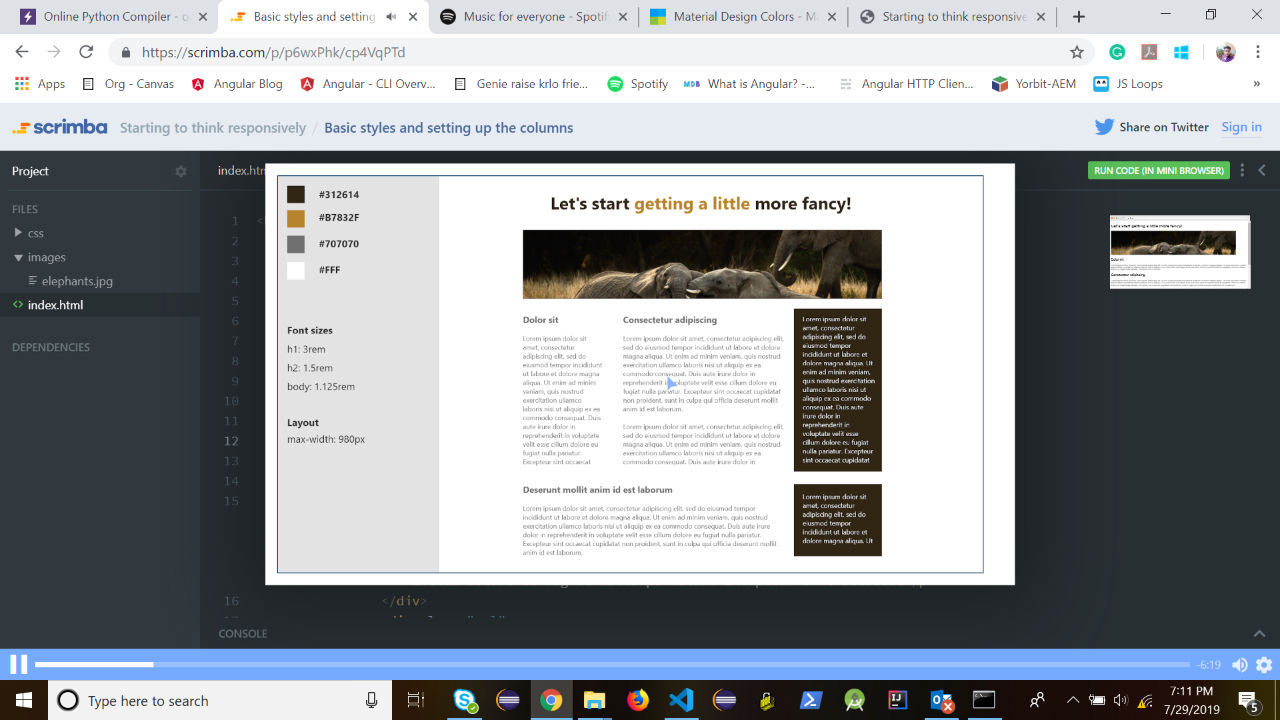 Online Python Compiler - o
Basic styles and setting
Music for everyone - Spotif
Material Design Colors - Ma
Starting to think responsive
https://scrimba.com/p/p6wxPhk/cp4VqPTd
Apps
Org - Canvas
Angular Blog
Angular - CLI Overv...
Genie raise krlo frie...
Spotify
MDB
What is Angular? -...
Angular HTTP Clien...
Yorbit-AEM
JS Loops
»
scrimba
Starting to think responsively / Basic styles and setting up the columns
Share on Twitter
Sign in
Project
index.htm
RUN CODE (IN MINI BROWSER)
FILES
css
images
elephants.jpg
index.html
DEPENDENCIES
1
2
3
4
5
6
7
8
9
10
11
12
13
14
15
16
</div>
#312614
#B7832F
#707070
#FFF
Font sizes
h1: 3rem
h2: 1.5rem
body: 1.125rem
Layout
max-width: 980px
Let's start getting a little more fancy!
Dolor sit
Lorem ipsum dolor sit
amet, consectetur
adipiscing elit, sed do
eiusmod tempor incididunt
ut labore et dolore magna
aliqua. Ut enim ad minim
veniam, quis nostrud
exercitation ullamco
laboris nisi ut aliquip ex ea
commodo consequat. Duis
aute irure dolor in
reprehenderit in voluptate
velit esse cillum dolore eu
fugiat nulla pariatur.
Excepteur sint occaecat
Consectetur adipiscing
Lorem ipsum dolor sit amet, consectetur adipiscing elit,
sed do eiusmod tempor incididunt ut labore et dolore
magna aliqua. Ut enim ad minim veniam, quis nostrud
exercitation ullamco laboris nisi ut aliquip ex ea
commodo consequat. Duis aute irure dolor in
reprehenderit in voluptate velit esse cillum dolore eu
fugiat nulla pariatur. Excepteur sint occaecat cupidatat
non proident, sunt in culpa qui officia deserunt mollit
anim id est laborum.
Lorem ipsum dolor sit amet, consectetur adipiscing elit,
sed do eiusmod tempor incididunt ut labore et dolore
magna aliqua. Ut enim ad minim veniam, quis nostrud
exercitation ullamco laboris nisi ut aliquip ex ea
commodo consequat. Duis aute irure dolor in
Lorem ipsum dolor sit
amet, consectetur
adipiscing elit, sed do
eiusmod tempor
incididunt ut labore et
dolore magna aliqua. Ut
enim ad minim veniam,
quis nostrud exercitation
ullamco laboris nisi ut
aliquip ex ea commodo
consequat. Duis aute
irure dolor in
reprehenderit in
voluptate velit esse
cillum dolore eu fugiat
nulla pariatur. Excepteur
sint occaecat cupidatat
Deserunt mollit anim id est laborum
Lorem ipsum dolor sit amet, consectetur adipiscing elit, sed do eiusmod tempor
incididunt ut labore et dolore magna aliqua. Ut enim ad minim veniam, quis nostrud
exercitation ullamco laboris nisi ut aliquip ex ea commodo consequat. Duis aute irure
dolor in reprehenderit in voluptate velit esse cillum dolore eu fugiat nulla pariatur.
Excepteur sint occaecat cupidatat non proident, sunt in culpa qui officia deserunt mollit
anim id est laborum.
Lorem ipsum dolor sit
amet, consectetur
adipiscing elit, sed do
eiusmod tempor
incididunt ut labore et
dolore magna aliqua. Ut
Let's start getting a little more fancy!
CONSOLE
-6:19
Type here to search
7:11 PM
7/29/2019
5